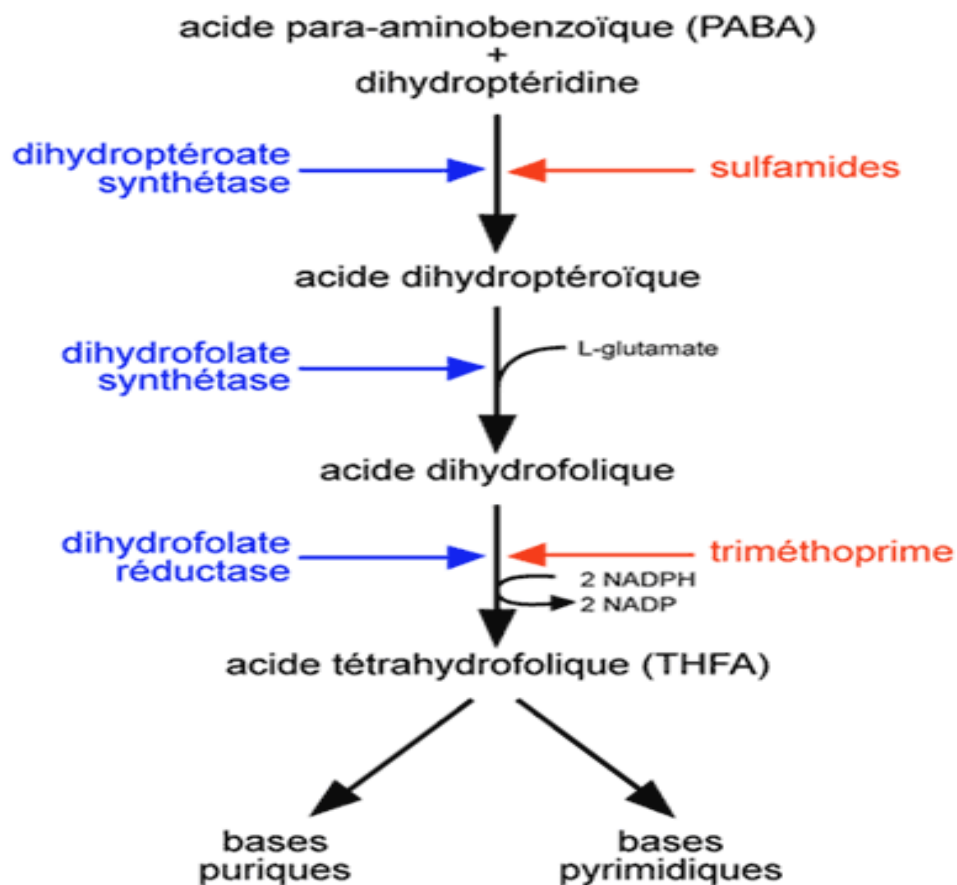 acide para-aminobenzoïque (PABA)
+
dihydroptéridine
dihydroptéroate
synthétase
sulfamides
acide dihydroptéroïque
dihydrofolate
synthétase
L-glutamate
acide dihydrofolique
dihydrofolate
réductase
triméthoprime
2 NADPH
2 NADP
acide tétrahydrofolique (THFA)
bases
puriques
bases
pyrimidiques